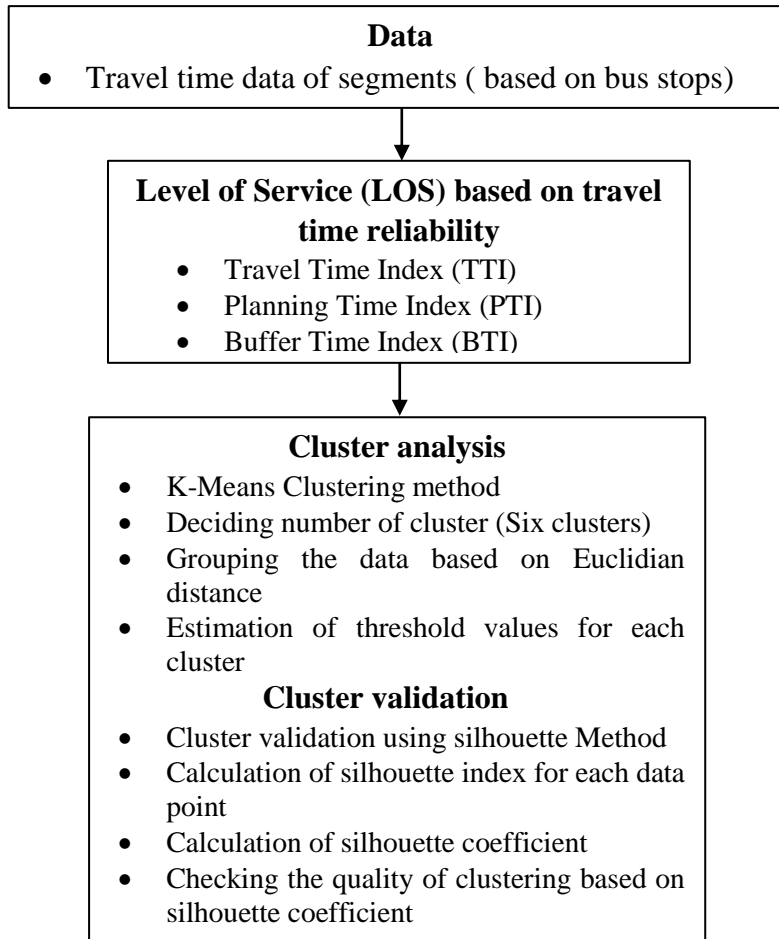 Data
• Travel time data of segments ( based on bus stops)
Level of Service (LOS) based on travel
time reliability
• Travel Time Index (TTI)
• Planning Time Index (PTI)
• Buffer Time Index (BTI)
Cluster analysis
• K-Means Clustering method
• Deciding number of cluster (Six clusters)
• Grouping the data based on Euclidian
distance
• Estimation of threshold values for each
cluster
Cluster validation
• Cluster validation using silhouette Method
• Calculation of silhouette index for each data
point
• Calculation of silhouette coefficient
• Checking the quality of clustering based on
silhouette coefficient